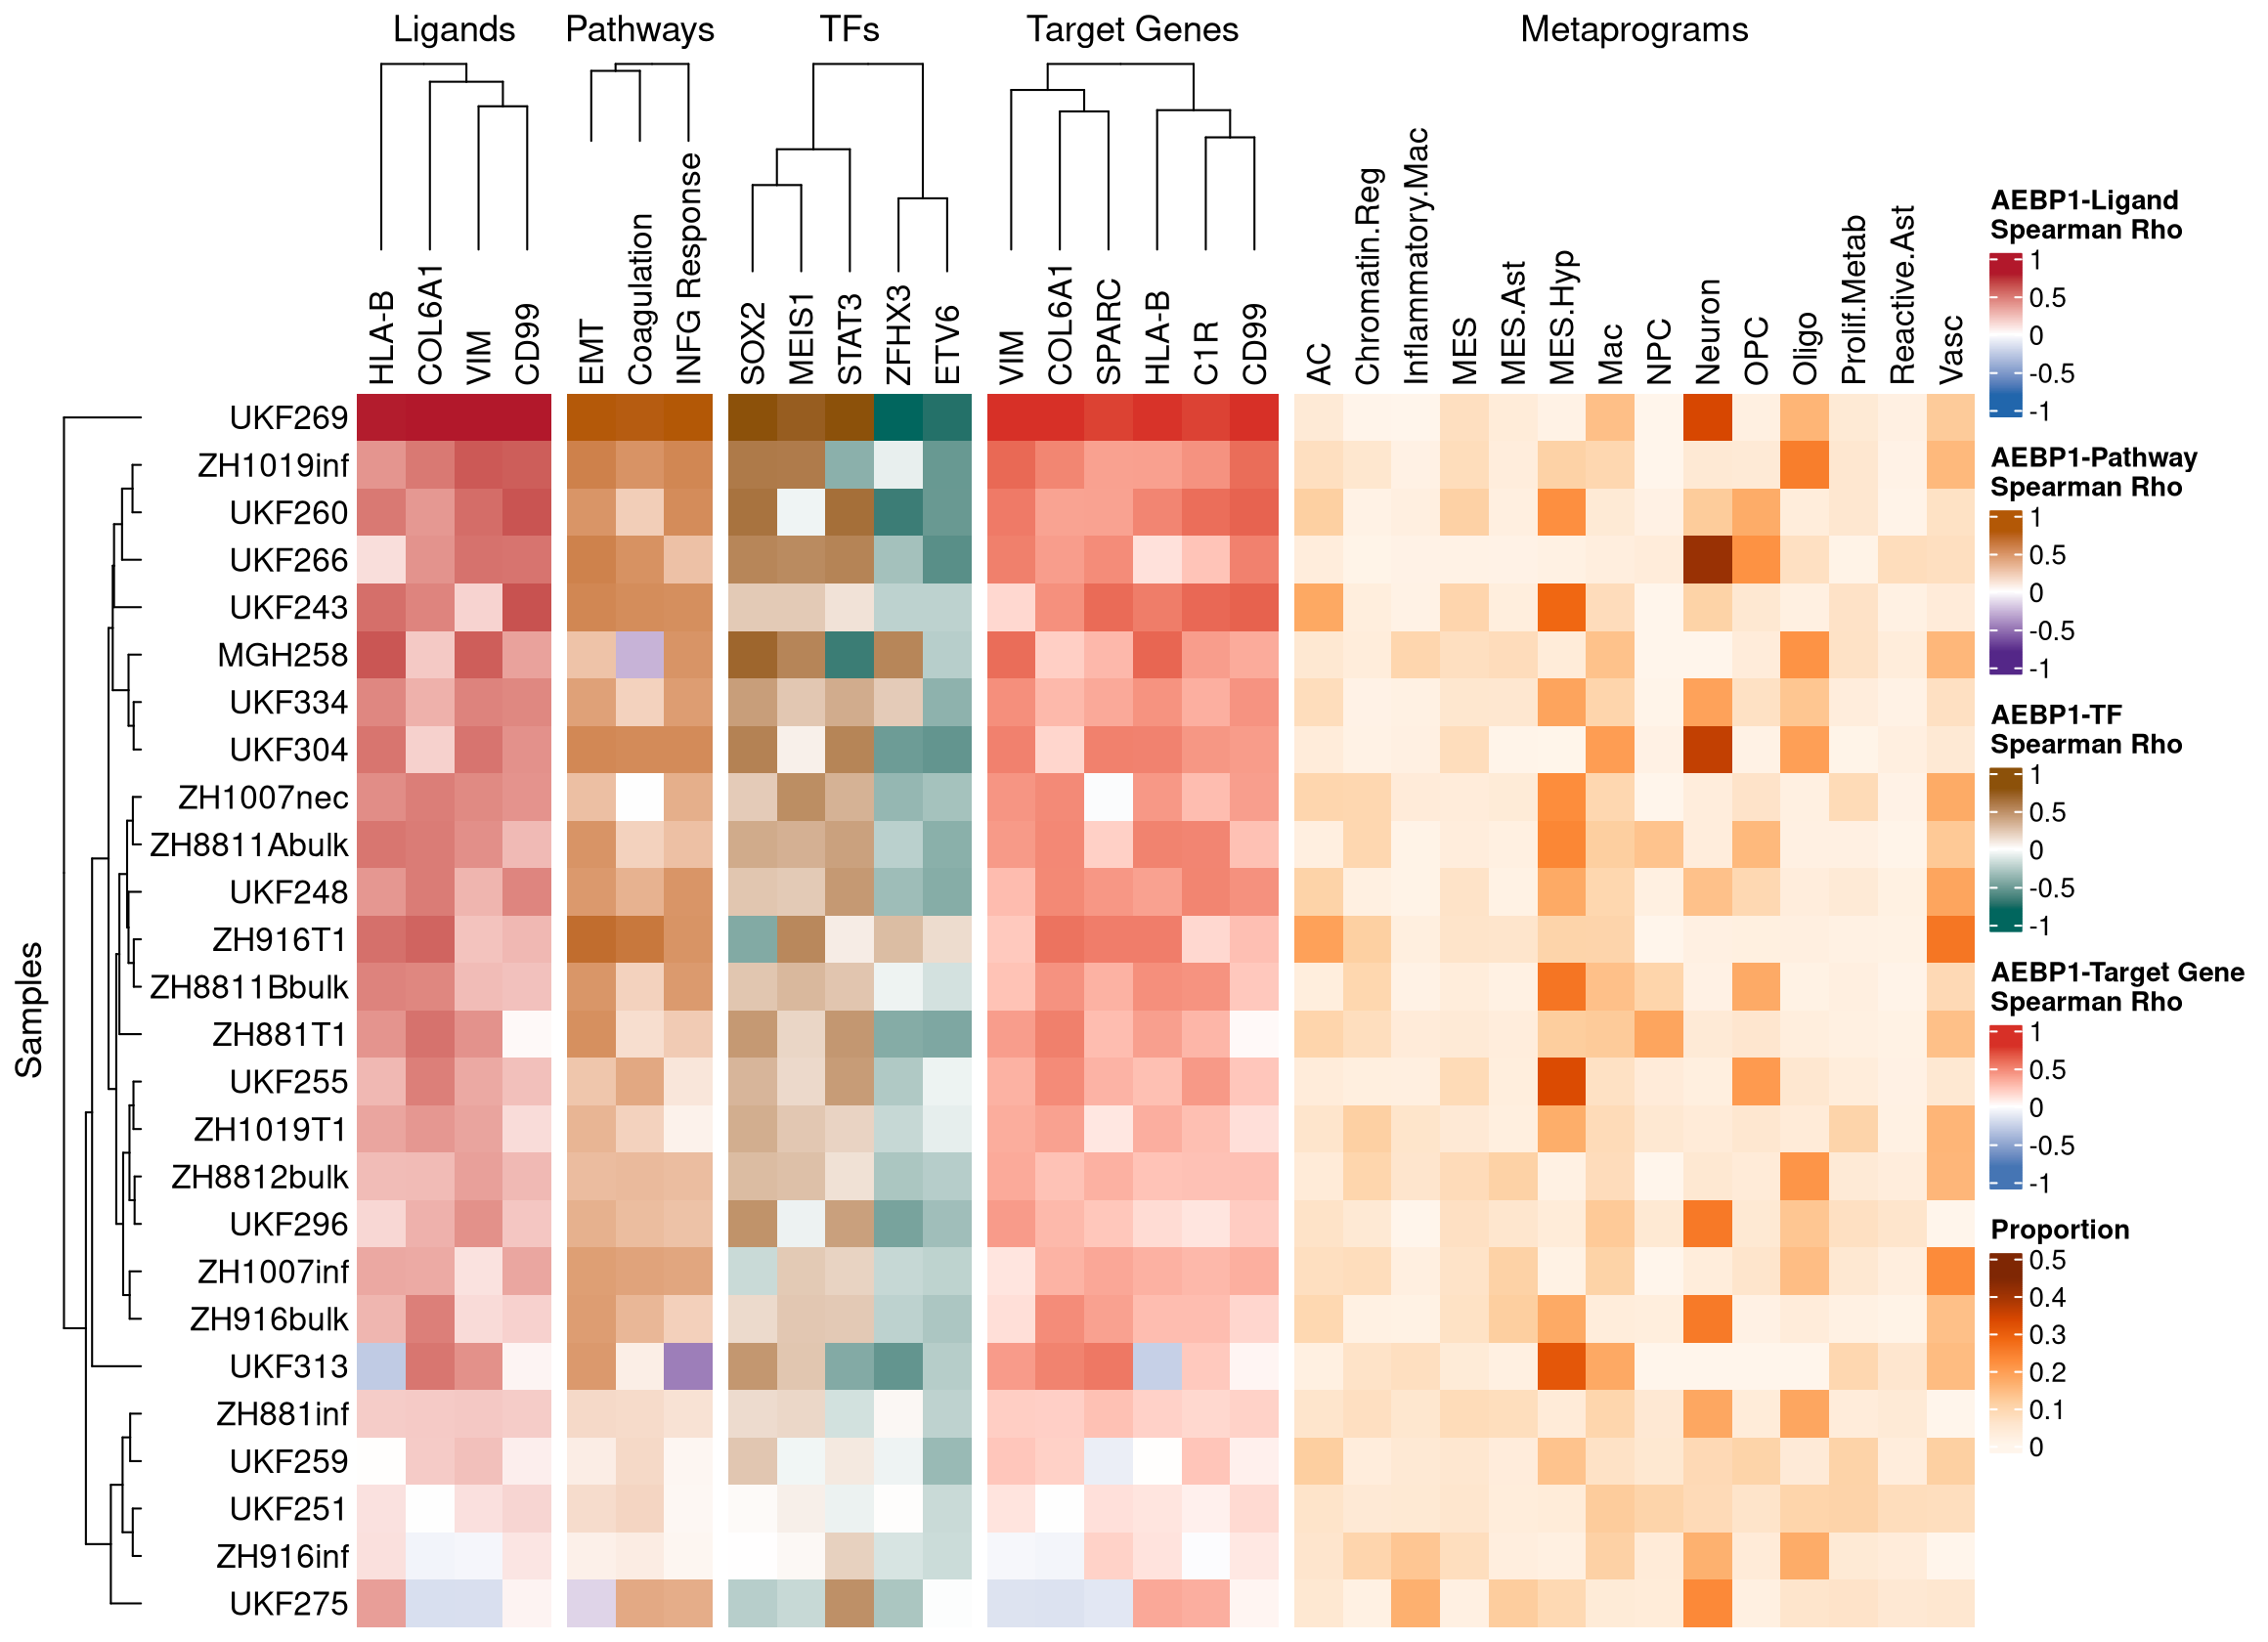 Ligands
Pathways
TFs
Target Genes
Metaprograms
HLA-B
COL6A1
VIM
CD99
EMT
Coagulation
INFG Response
SOX2
MEIS1
STAT3
ZFHX3
ETV6
VIM
COL6A1
SPARC
HLA-B
C1R
CD99
AC
Chromatin.Reg
Inflammatory.Mac
MES
MES.Ast
MES.Hyp
Mac
NPC
Neuron
OPC
Oligo
Prolif.Metab
Reactive.Ast
Vasc
Samples
UKF269
ZH1019inf
UKF260
UKF266
UKF243
MGH258
UKF334
UKF304
ZH1007nec
ZH8811Abulk
UKF248
ZH916T1
ZH8811Bbulk
ZH881T1
UKF255
ZH1019T1
ZH8812bulk
UKF296
ZH1007inf
ZH916bulk
UKF313
ZH881inf
UKF259
UKF251
ZH916inf
UKF275
AEBP1-Ligand
Spearman Rho
1
0.5
0
-0.5
-1
AEBP1-Pathway
Spearman Rho
1
0.5
0
-0.5
-1
AEBP1-TF
Spearman Rho
1
0.5
0
-0.5
-1
AEBP1-Target Gene
Spearman Rho
1
0.5
0
-0.5
-1
Proportion
0.5
0.4
0.3
0.2
0.1
0